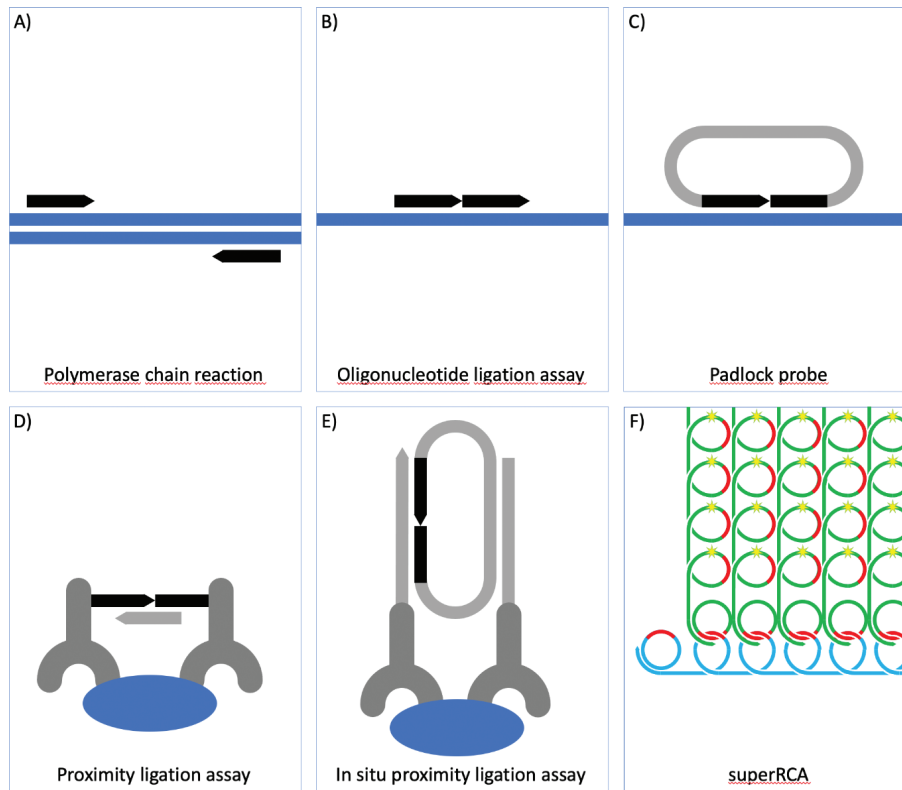 A)
B)
C)
Polymerase chain reaction
Oligonucleotide ligation assay
Padlock probe
D)
E)
F)
Proximity ligation assay
In situ proximity ligation assay
superRCA